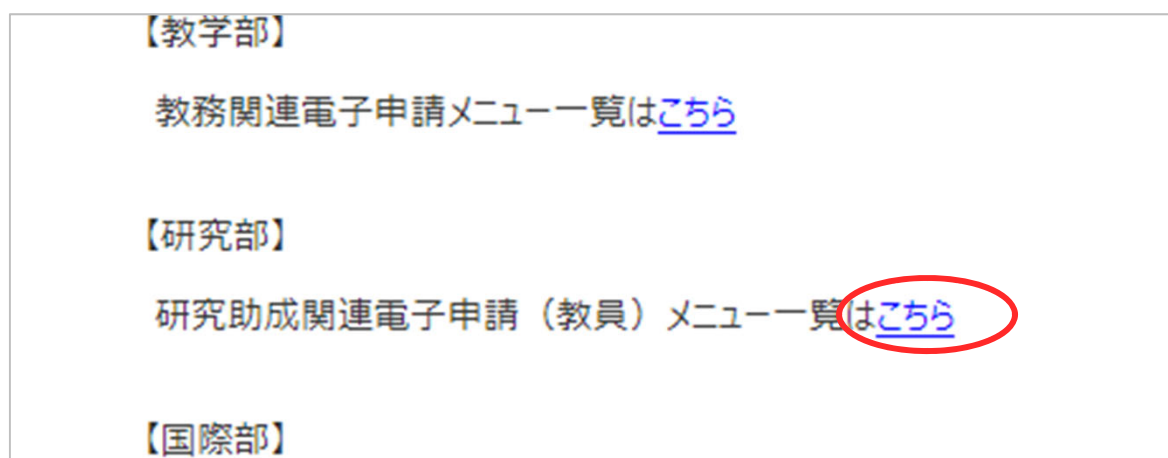 【教学部】
教務関連電子申請メニュー一覧はこちら
【研究部】
研究助成関連電子申請（教員）メニュー一覧はこちら
【国際部】